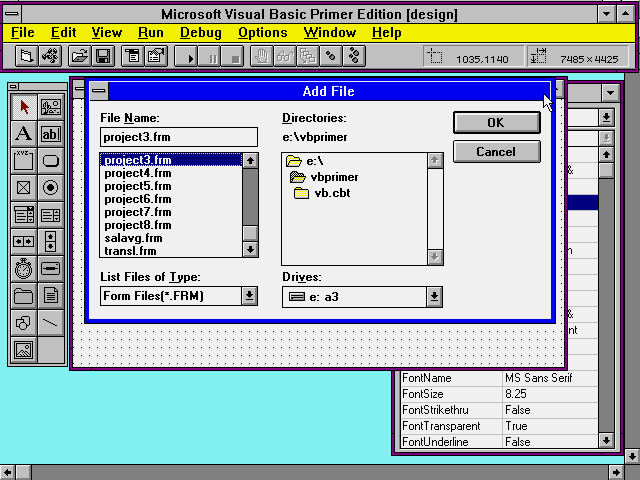 Microsoft Visual Basic Primer Edition [design]
File Edit View Run Debug Options Window Help
1035.1140 7485×4425
Add File
File Name:
project3.frm
project3.frm
project4.frm
project5.frm
project6.frm
project7.frm
project8.frm
salavg.frm
transl.frm
List Files of Type:
Form Files(*.FRM)
Directories:
e:\vbprimer
e:\
vbprimer
vb.cbt
Drives:
e: a3
OK
Cancel
A
ab
XYZ
&
&
nt
FontName MS Sans Serif
FontSize 8.25
FontStrikethru False
FontTransparent True
FontUnderline False